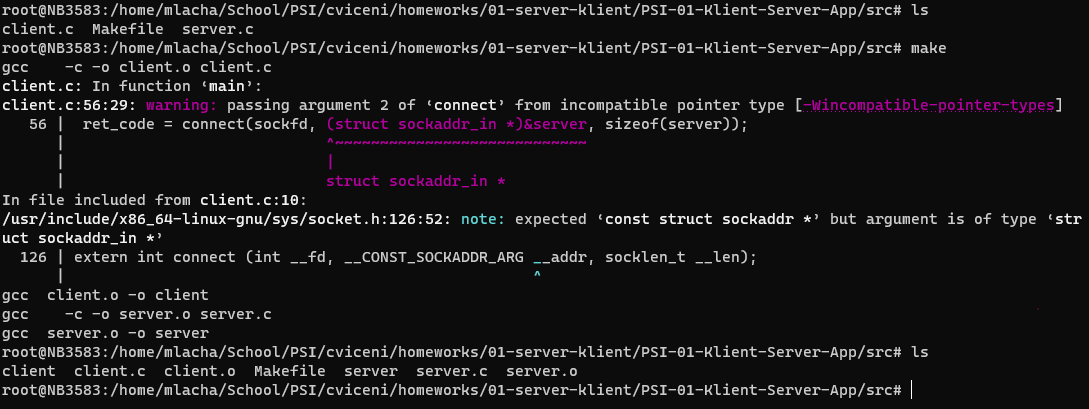 root@NB3583:/home/mlacha/School/PSI/cviceni/homeworks/01-server-klient/PSI-01-Klient-Server-App/src# ls
client.c  Makefile  server.c
root@NB3583:/home/mlacha/School/PSI/cviceni/homeworks/01-server-klient/PSI-01-Klient-Server-App/src# make
gcc    -c -o client.o client.c
client.c: In function ‘main’:
client.c:56:29: warning: passing argument 2 of ‘connect’ from incompatible pointer type [-Wincompatible-pointer-types]
   56 |  ret_code = connect(sockfd, (struct sockaddr_in *)&server, sizeof(server));
      |                             ^~~~~~~~~~~~~~~~~~~~~~~~~~~~~
      |                             |
      |                             struct sockaddr_in *
In file included from client.c:10:
/usr/include/x86_64-linux-gnu/sys/socket.h:126:52: note: expected ‘const struct sockaddr *’ but argument is of type ‘str
uct sockaddr_in *’
  126 | extern int connect (int __fd, __CONST_SOCKADDR_ARG __addr, socklen_t __len);
      |                                                    ^
gcc  client.o -o client
gcc    -c -o server.o server.c
gcc  server.o -o server
root@NB3583:/home/mlacha/School/PSI/cviceni/homeworks/01-server-klient/PSI-01-Klient-Server-App/src# ls
client  client.c  client.o  Makefile  server  server.c  server.o
root@NB3583:/home/mlacha/School/PSI/cviceni/homeworks/01-server-klient/PSI-01-Klient-Server-App/src#